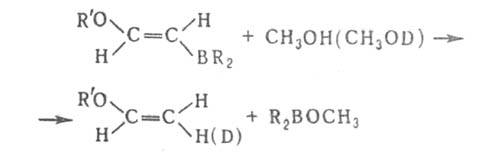 R'O H
C=C + CH₃OH(CH₃OD) →
H BR₂
→ R'O H
C=C + R₂BOCH₃
H H(D)